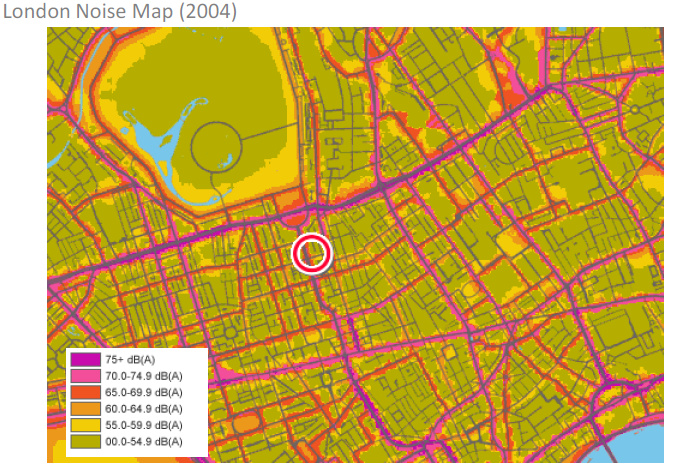 London Noise Map (2004)
75+ dB(A)
70.0-74.9 dB(A)
65.0-69.9 dB(A)
60.0-64.9 dB(A)
55.0-59.9 dB(A)
00.0-54.9 dB(A)